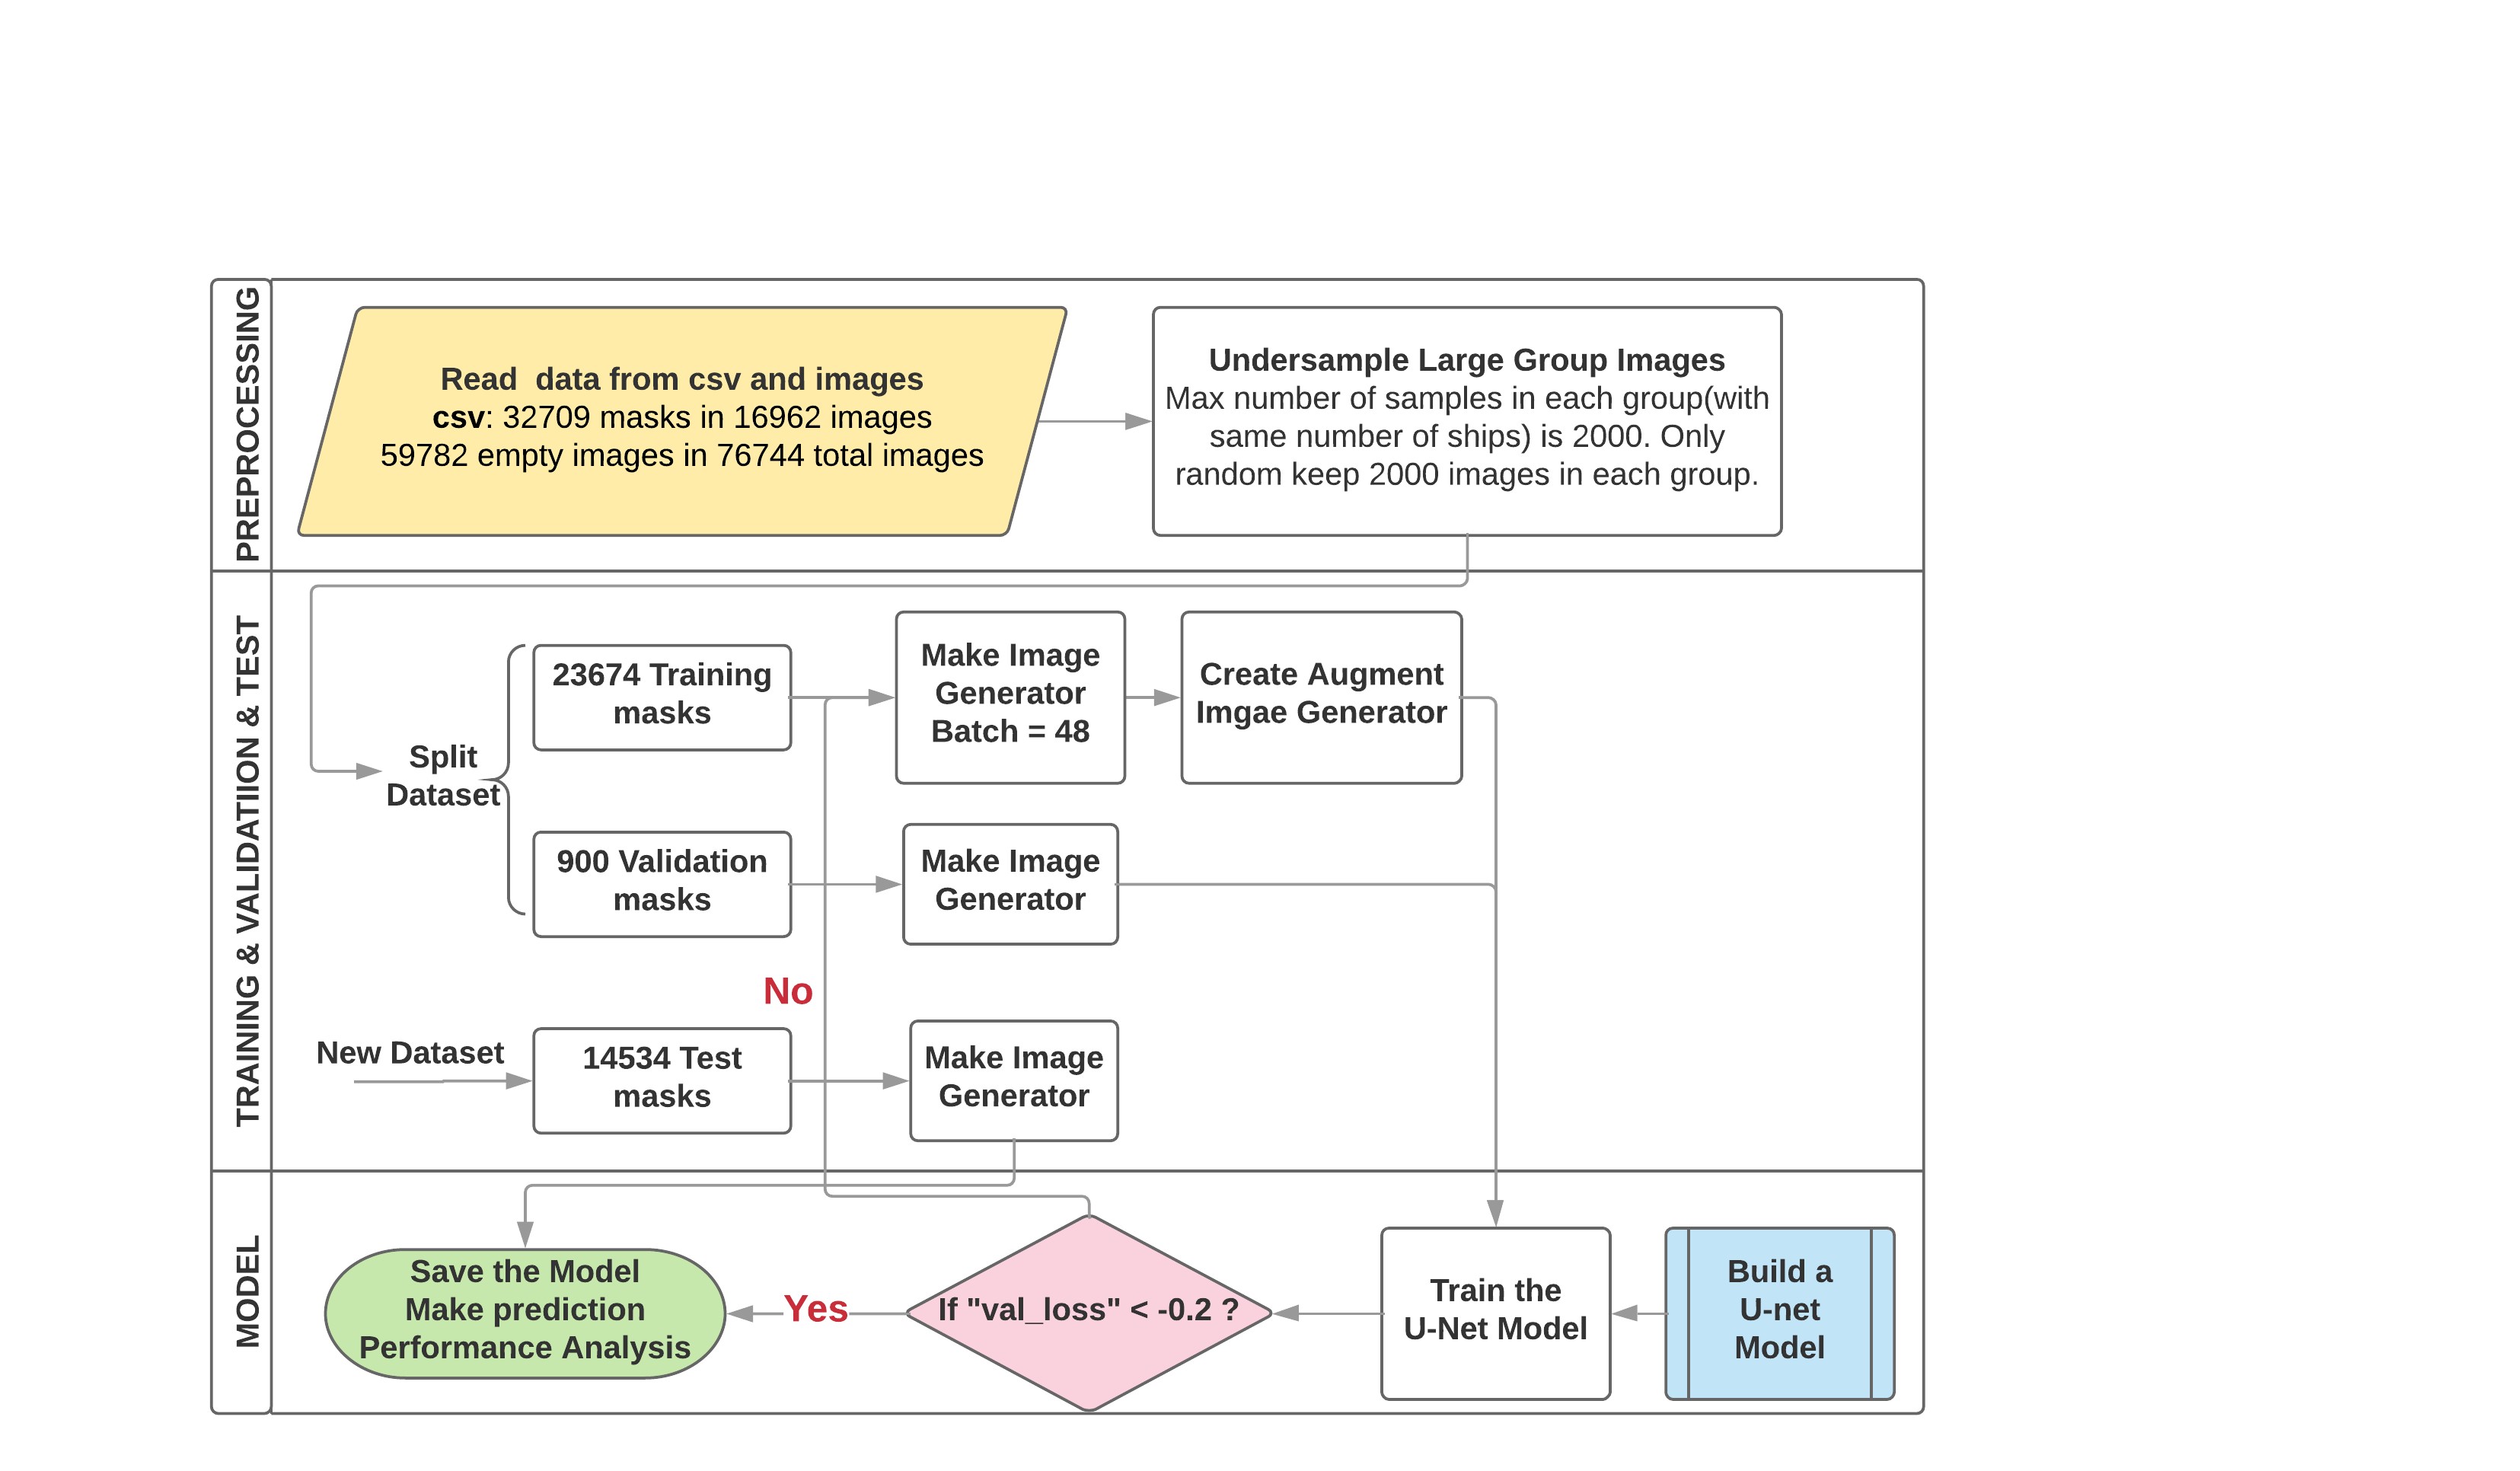 PREPROCESSING
Read  data from csv and images
csv: 32709 masks in 16962 images
59782 empty images in 76744 total images
Undersample Large Group Images
Max number of samples in each group(with
same number of ships) is 2000. Only
random keep 2000 images in each group.
TRAINING & VALIDATIION & TEST
Split
Dataset
23674 Training
masks
Make Image
Generator
Batch = 48
Create Augment
Imgae Generator
900 Validation
masks
Make Image
Generator
No
New Dataset
14534 Test
masks
Make Image
Generator
MODEL
Save the Model
Make prediction
Performance Analysis
Yes
If "val_loss" < -0.2 ?
Train the
U-Net Model
Build a
U-net
Model